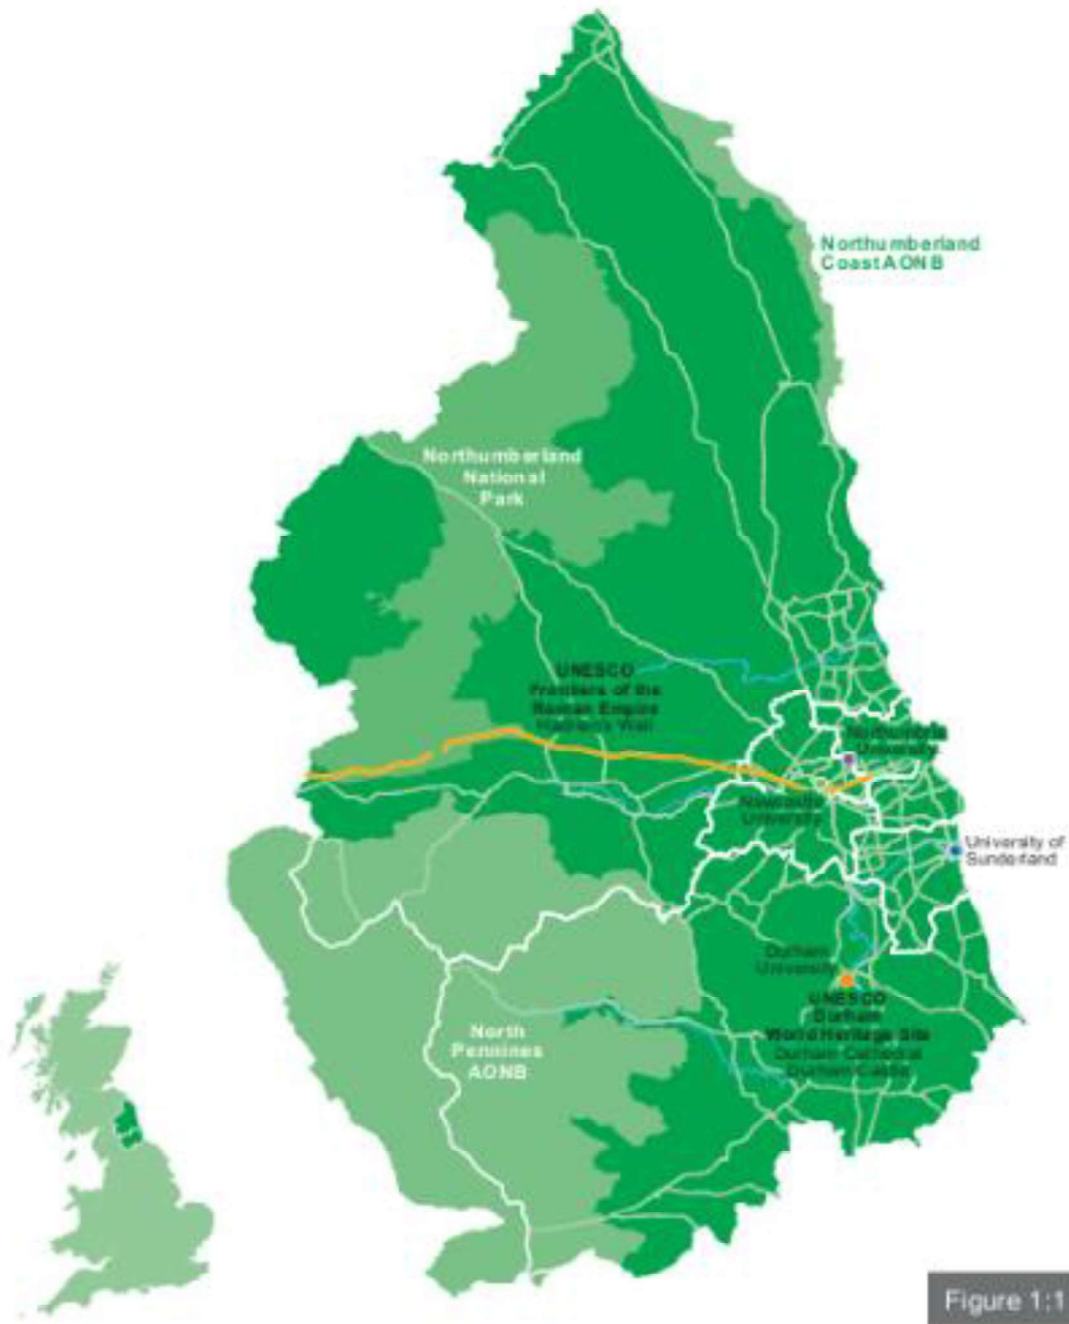 Northumberland
Coast AONB
Northumberland
National
Park
UNESCO
Frontiers of the
Roman Empire
Hadrian's Wall
Northumbria
University
Newcastle
University
University of
Sunderland
Durham
University
UNESCO
Durham
World Heritage Site
Durham Cathedral
Durham Castle
North
Pennines
AONB
Figure 1:1